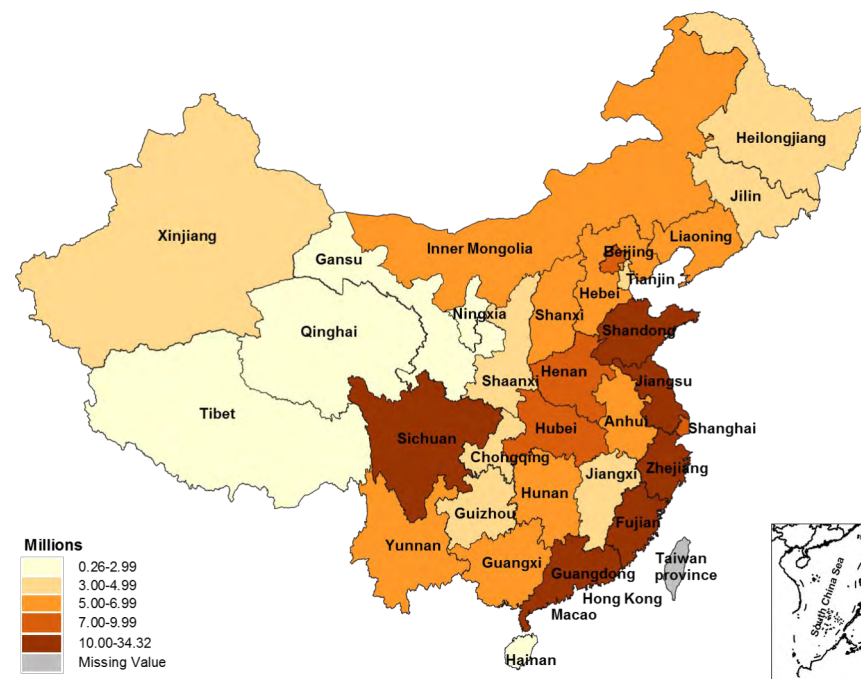 Heilongjiang
Jilin
Xinjiang
Inner Mongolia
Liaoning
Beijing
Gansu
Tianjin
Hebei
Ningxia
Shanxi
Qinghai
Shandong
Henan
Shaanxi
Jiangsu
Tibet
Sichuan
Hubei
Anhui
Shanghai
Chongqing
Zhejiang
Jiangxi
Hunan
Guizhou
Fujian
Yunnan
Guangxi
Taiwan
province
Guangdong
Hong Kong
Macao
Hainan
Millions
0.26-2.99
3.00-4.99
5.00-6.99
7.00-9.99
10.00-34.32
Missing Value
South China Sea